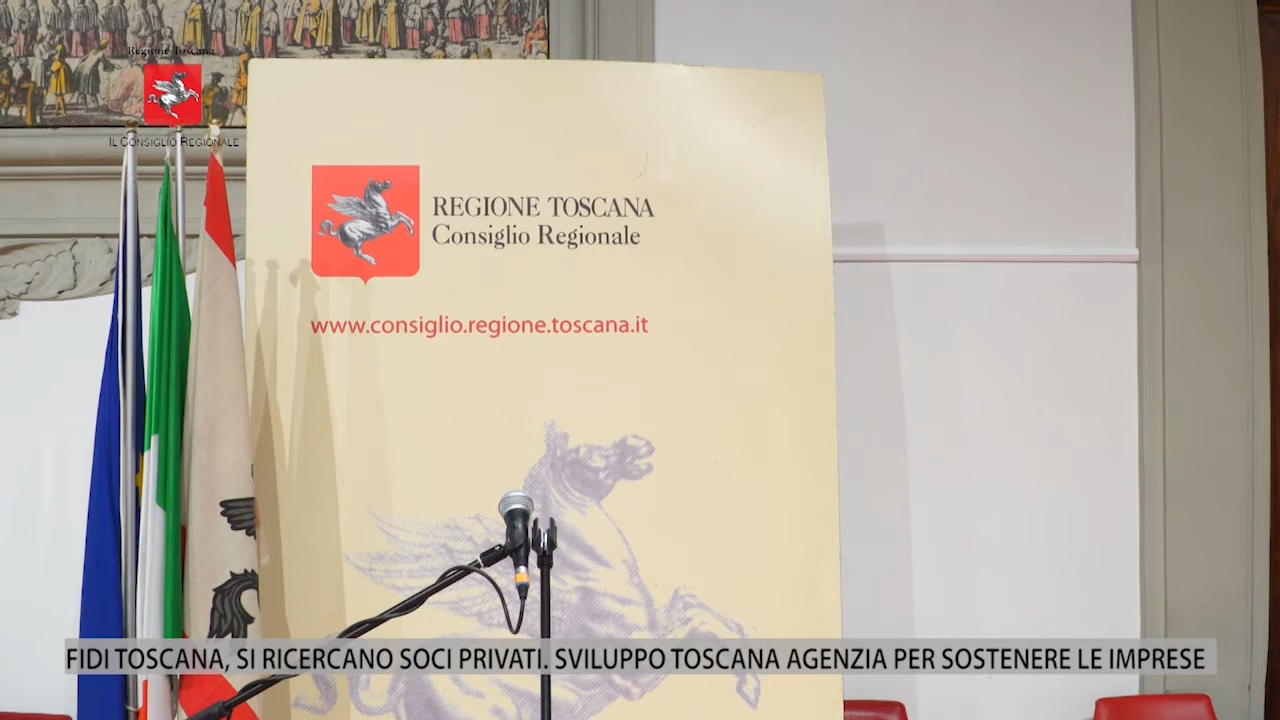 Regione Toscana
IL CONSIGLIO REGIONALE
REGIONE TOSCANA
Consiglio Regionale
www.consiglio.regione.toscana.it
FIDI TOSCANA, SI RICERCANO SOCI PRIVATI. SVILUPPO TOSCANA AGENZIA PER SOSTENERE LE IMPRESE